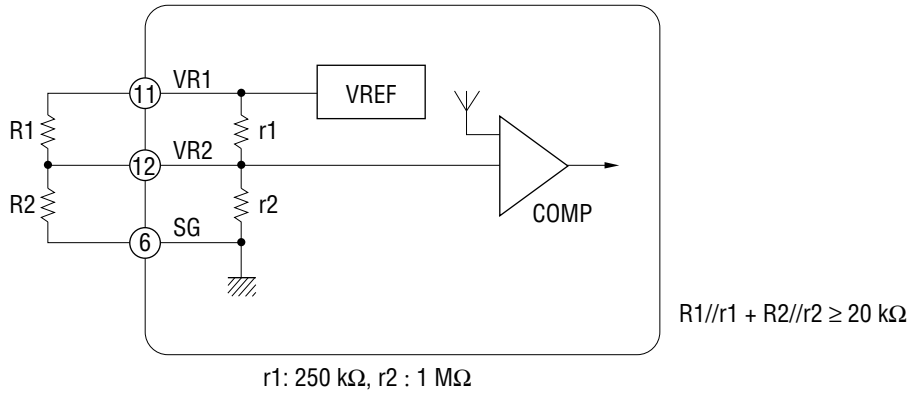 11
VR1
VREF
R1
r1
12
VR2
R2
r2
COMP
6
SG
R1//r1 + R2//r2 ≥ 20 kΩ
r1: 250 kΩ, r2 : 1 MΩ